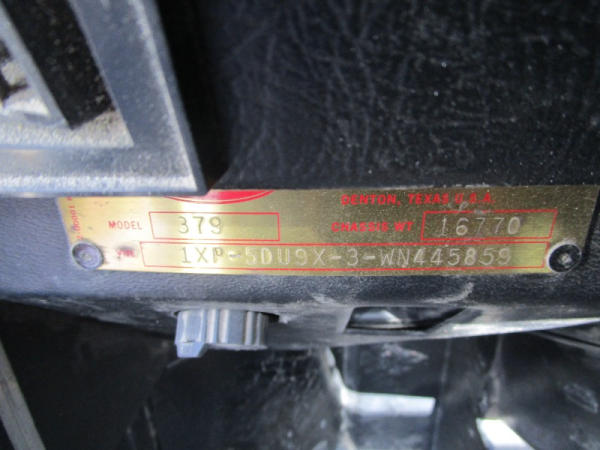 DENTON, TEXAS U.S.A.
MODEL 379 CHASSIS WT 16770
1XP-5DU9X-3-WN445859